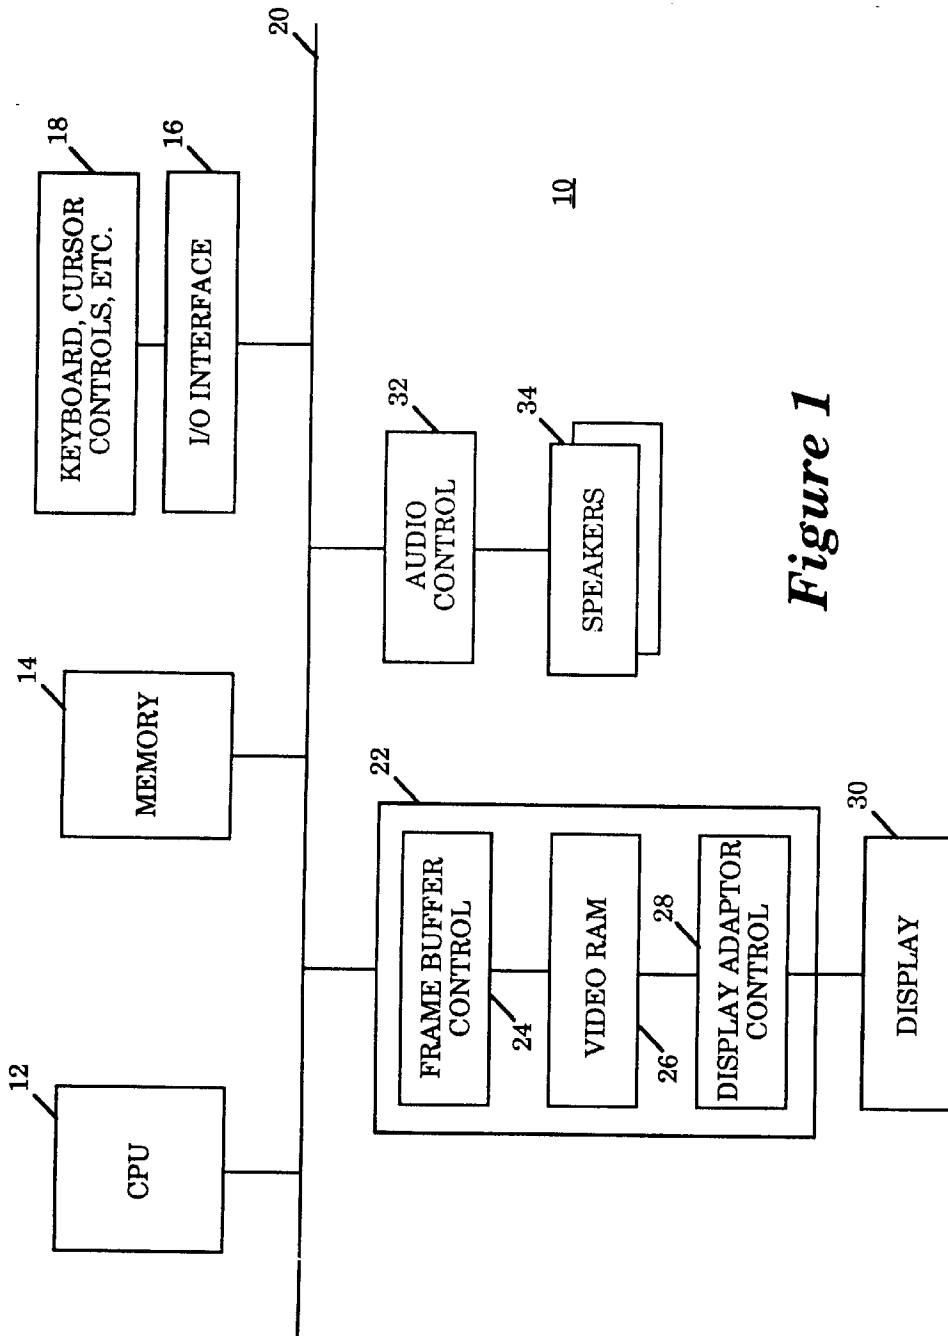 12
CPU
14
MEMORY
18
KEYBOARD, CURSOR
CONTROLS, ETC.
16
I/O INTERFACE
20
22
FRAME BUFFER
CONTROL
24
VIDEO RAM
26
28
DISPLAY ADAPTOR
CONTROL
30
DISPLAY
32
AUDIO
CONTROL
34
SPEAKERS
10
Figure 1